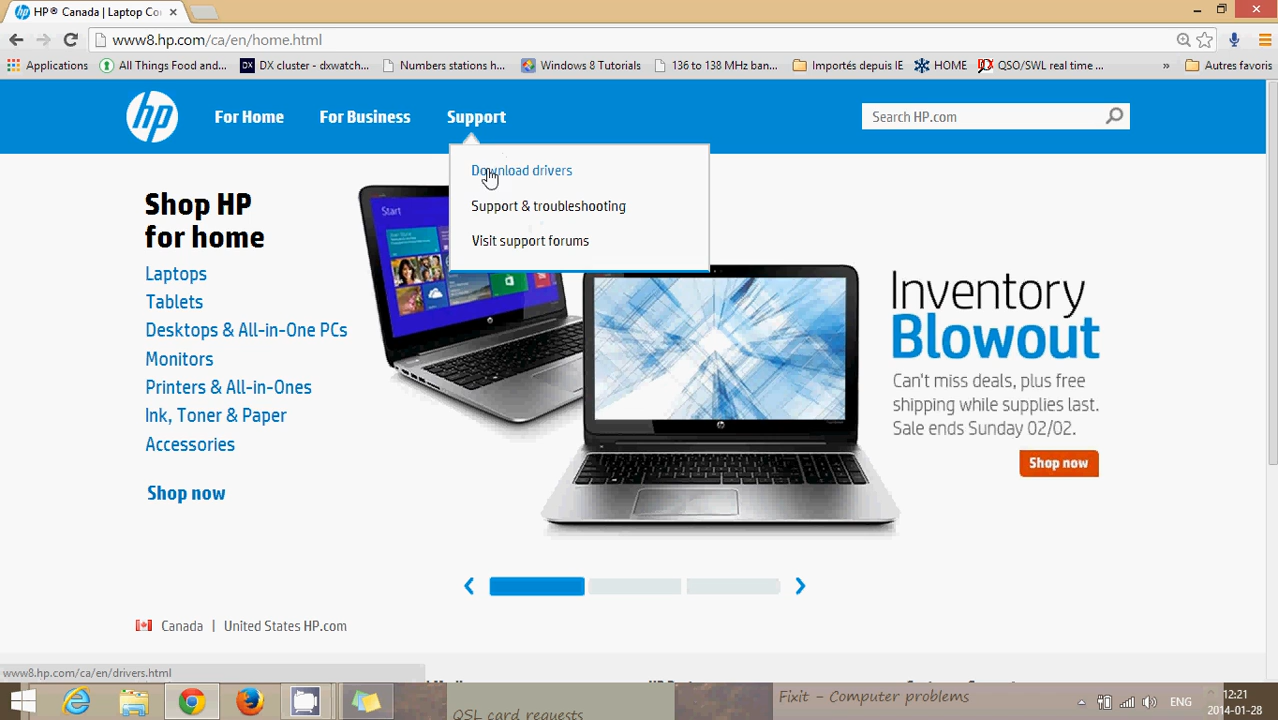 HP® Canada | Laptop Co
www8.hp.com/ca/en/home.html
Applications
All Things Food and...
DX cluster - dxwatch...
Numbers stations h...
Windows 8 Tutorials
136 to 138 MHz ban...
Importés depuis IE
HOME
QSO/SWL real time ...
»
Autres favoris
hp
For Home
For Business
Support
Search HP.com
Download drivers
Support & troubleshooting
Visit support forums
Shop HP
for home
Laptops
Tablets
Desktops & All-in-One PCs
Monitors
Printers & All-in-Ones
Ink, Toner & Paper
Accessories
Shop now
Start
Inventory
Blowout
Can't miss deals, plus free
shipping while supplies last.
Sale ends Sunday 02/02.
Shop now
Canada | United States HP.com
www8.hp.com/ca/en/drivers.html
QSL card requests
Fixit - Computer problems
ENG
12:21
2014-01-28